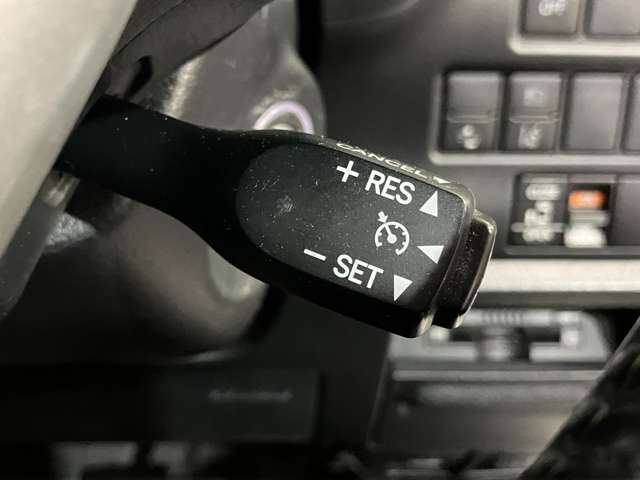 CANCEL
+ RES ▲
− SET ▼